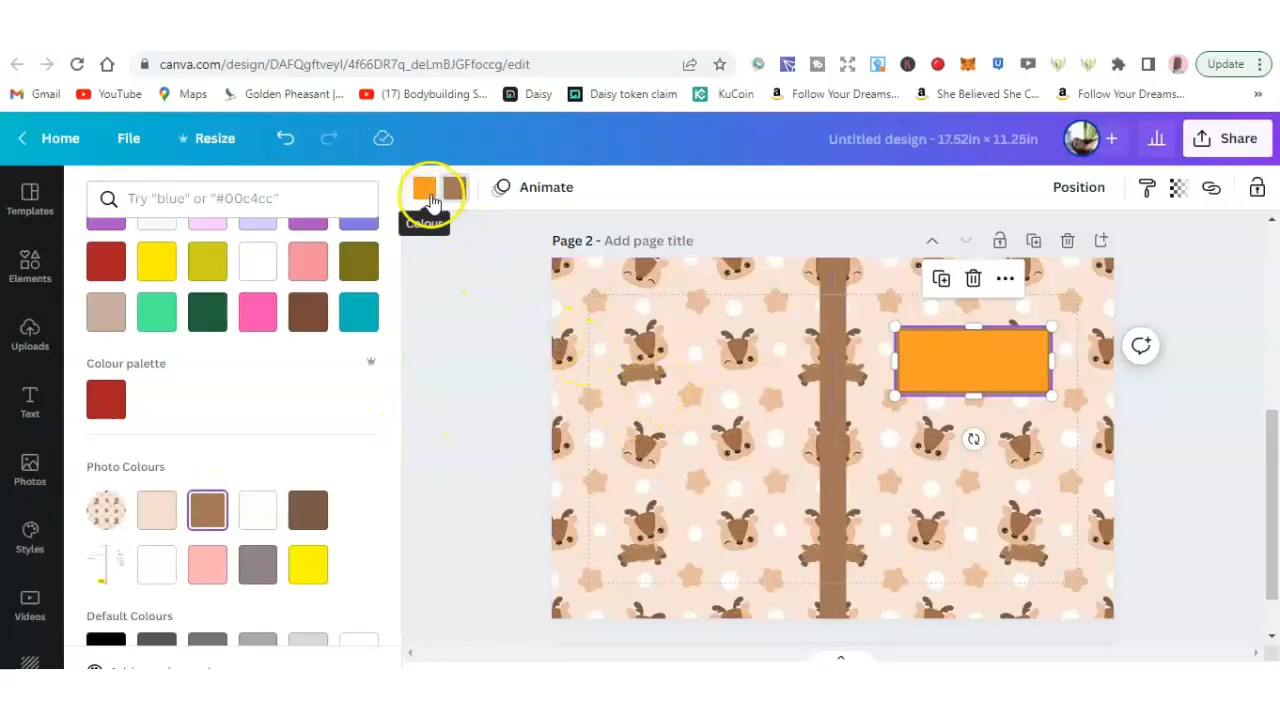 canva.com/design/DAFQgftveyI/4f66DR7q_deLmBJGFfoccg/edit
Update
Gmail
YouTube
Maps
Golden Pheasant |...
(17) Bodybuilding S...
Daisy
Daisy token claim
KuCoin
Follow Your Dreams...
She Believed She C...
Follow Your Dreams...
»
Home
File
Resize
Untitled design - 17.52in × 11.25in
Share
Templates
Elements
Uploads
Text
Photos
Styles
Videos
Try "blue" or "#00c4cc"
Colour palette
Photo Colours
Default Colours
Colour
Animate
Position
Page 2 - Add page title